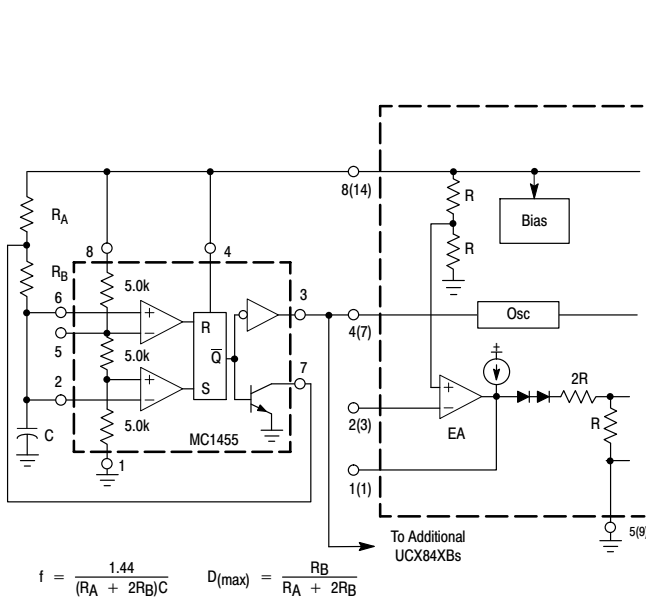 8(14)
R
Bias
R
RA
8
4
RB
5.0k
6
3
+
R
−
4(7)
Osc
5
5.0k
Q̅
7
+
2
+
−
S
2R
+
−
2(3)
EA
R
C
5.0k
MC1455
1
1(1)
To Additional
UCX84XBs
5(9)
f = 1.44 / (RA + 2RB)C
D(max) = RB / RA + 2RB